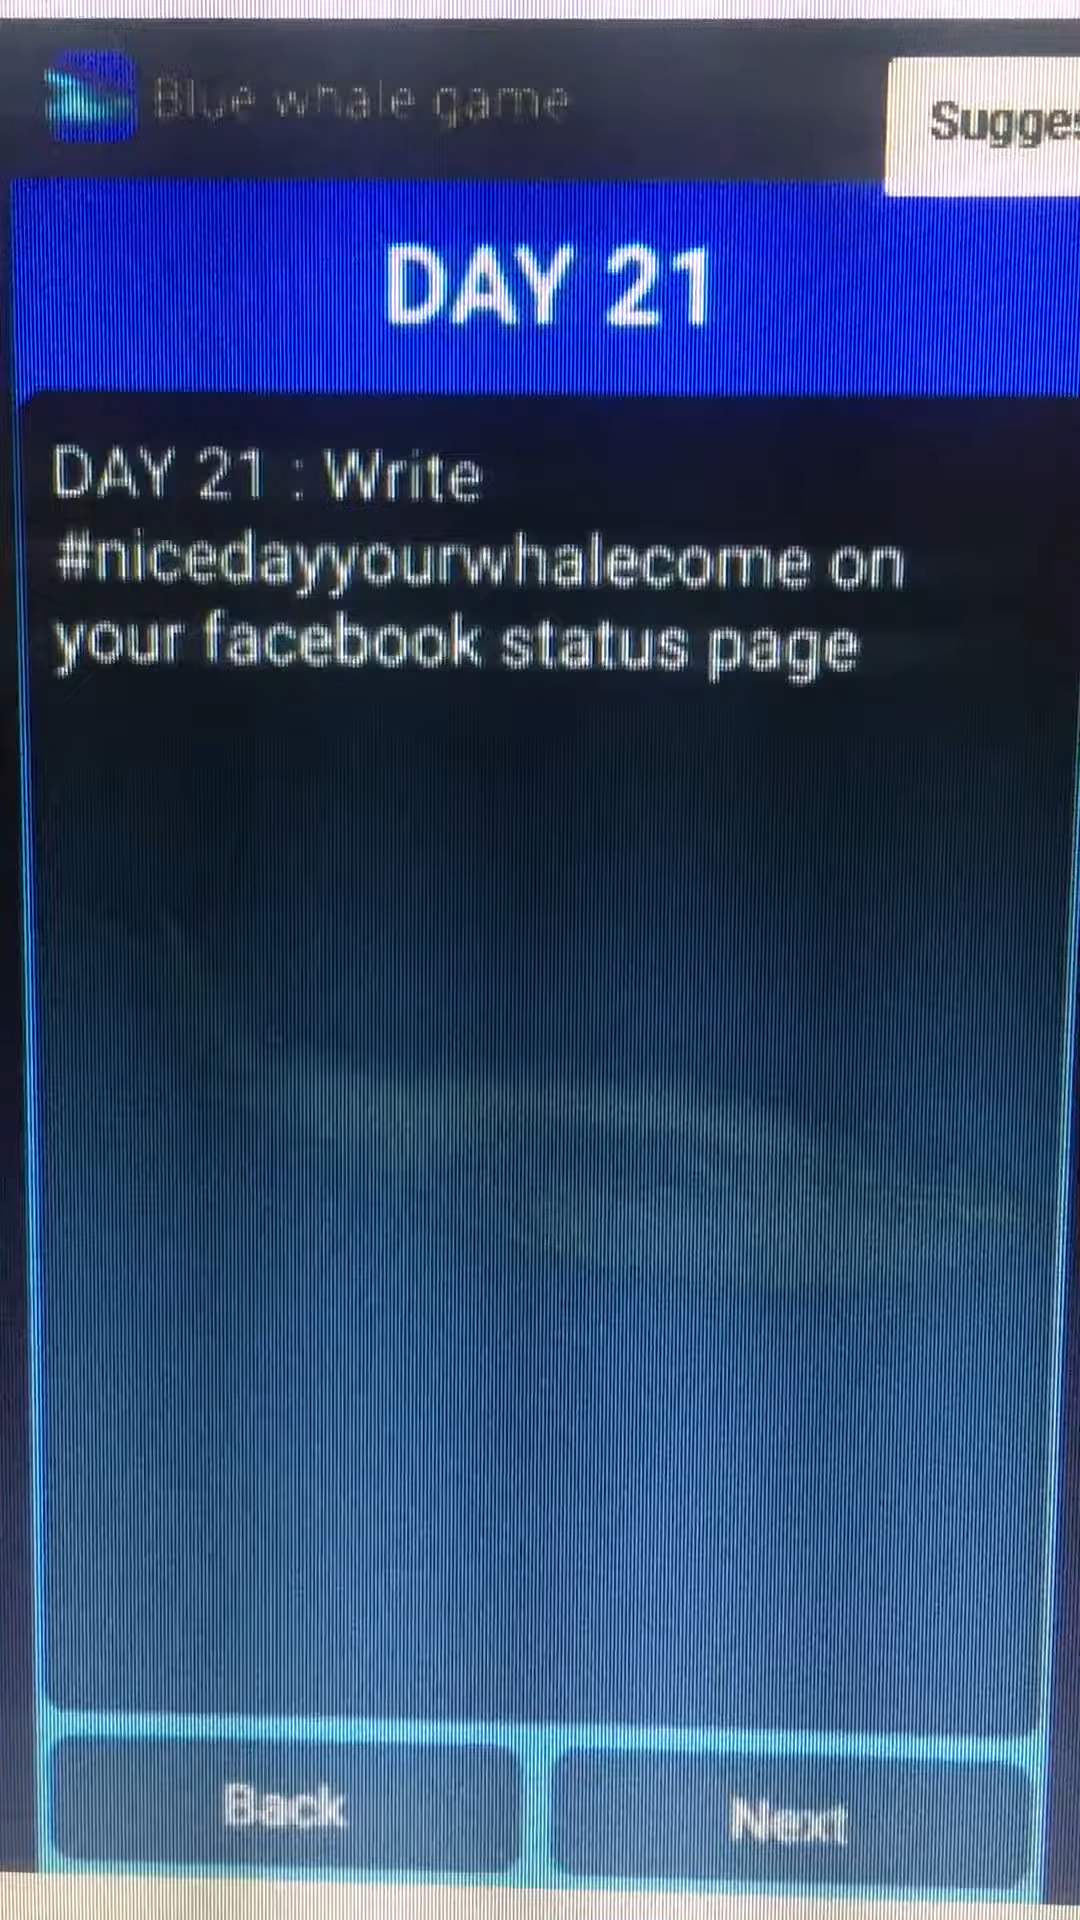 Blue whale game
DAY 21
DAY 21 : Write
#nicedayyourwhalecome on
your facebook status page
Back
Next